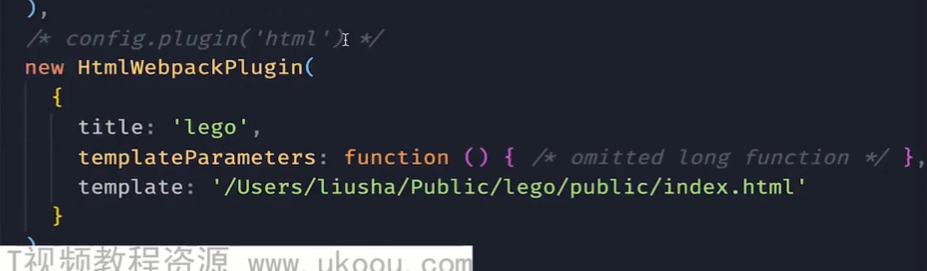 ),
/* config.plugin('html') */
new HtmlWebpackPlugin(
{
title: 'lego',
templateParameters: function () { /* omitted long function */ },
template: '/Users/liusha/Public/lego/public/index.html'
}
)
T视频教程资源 www.ukoou.com